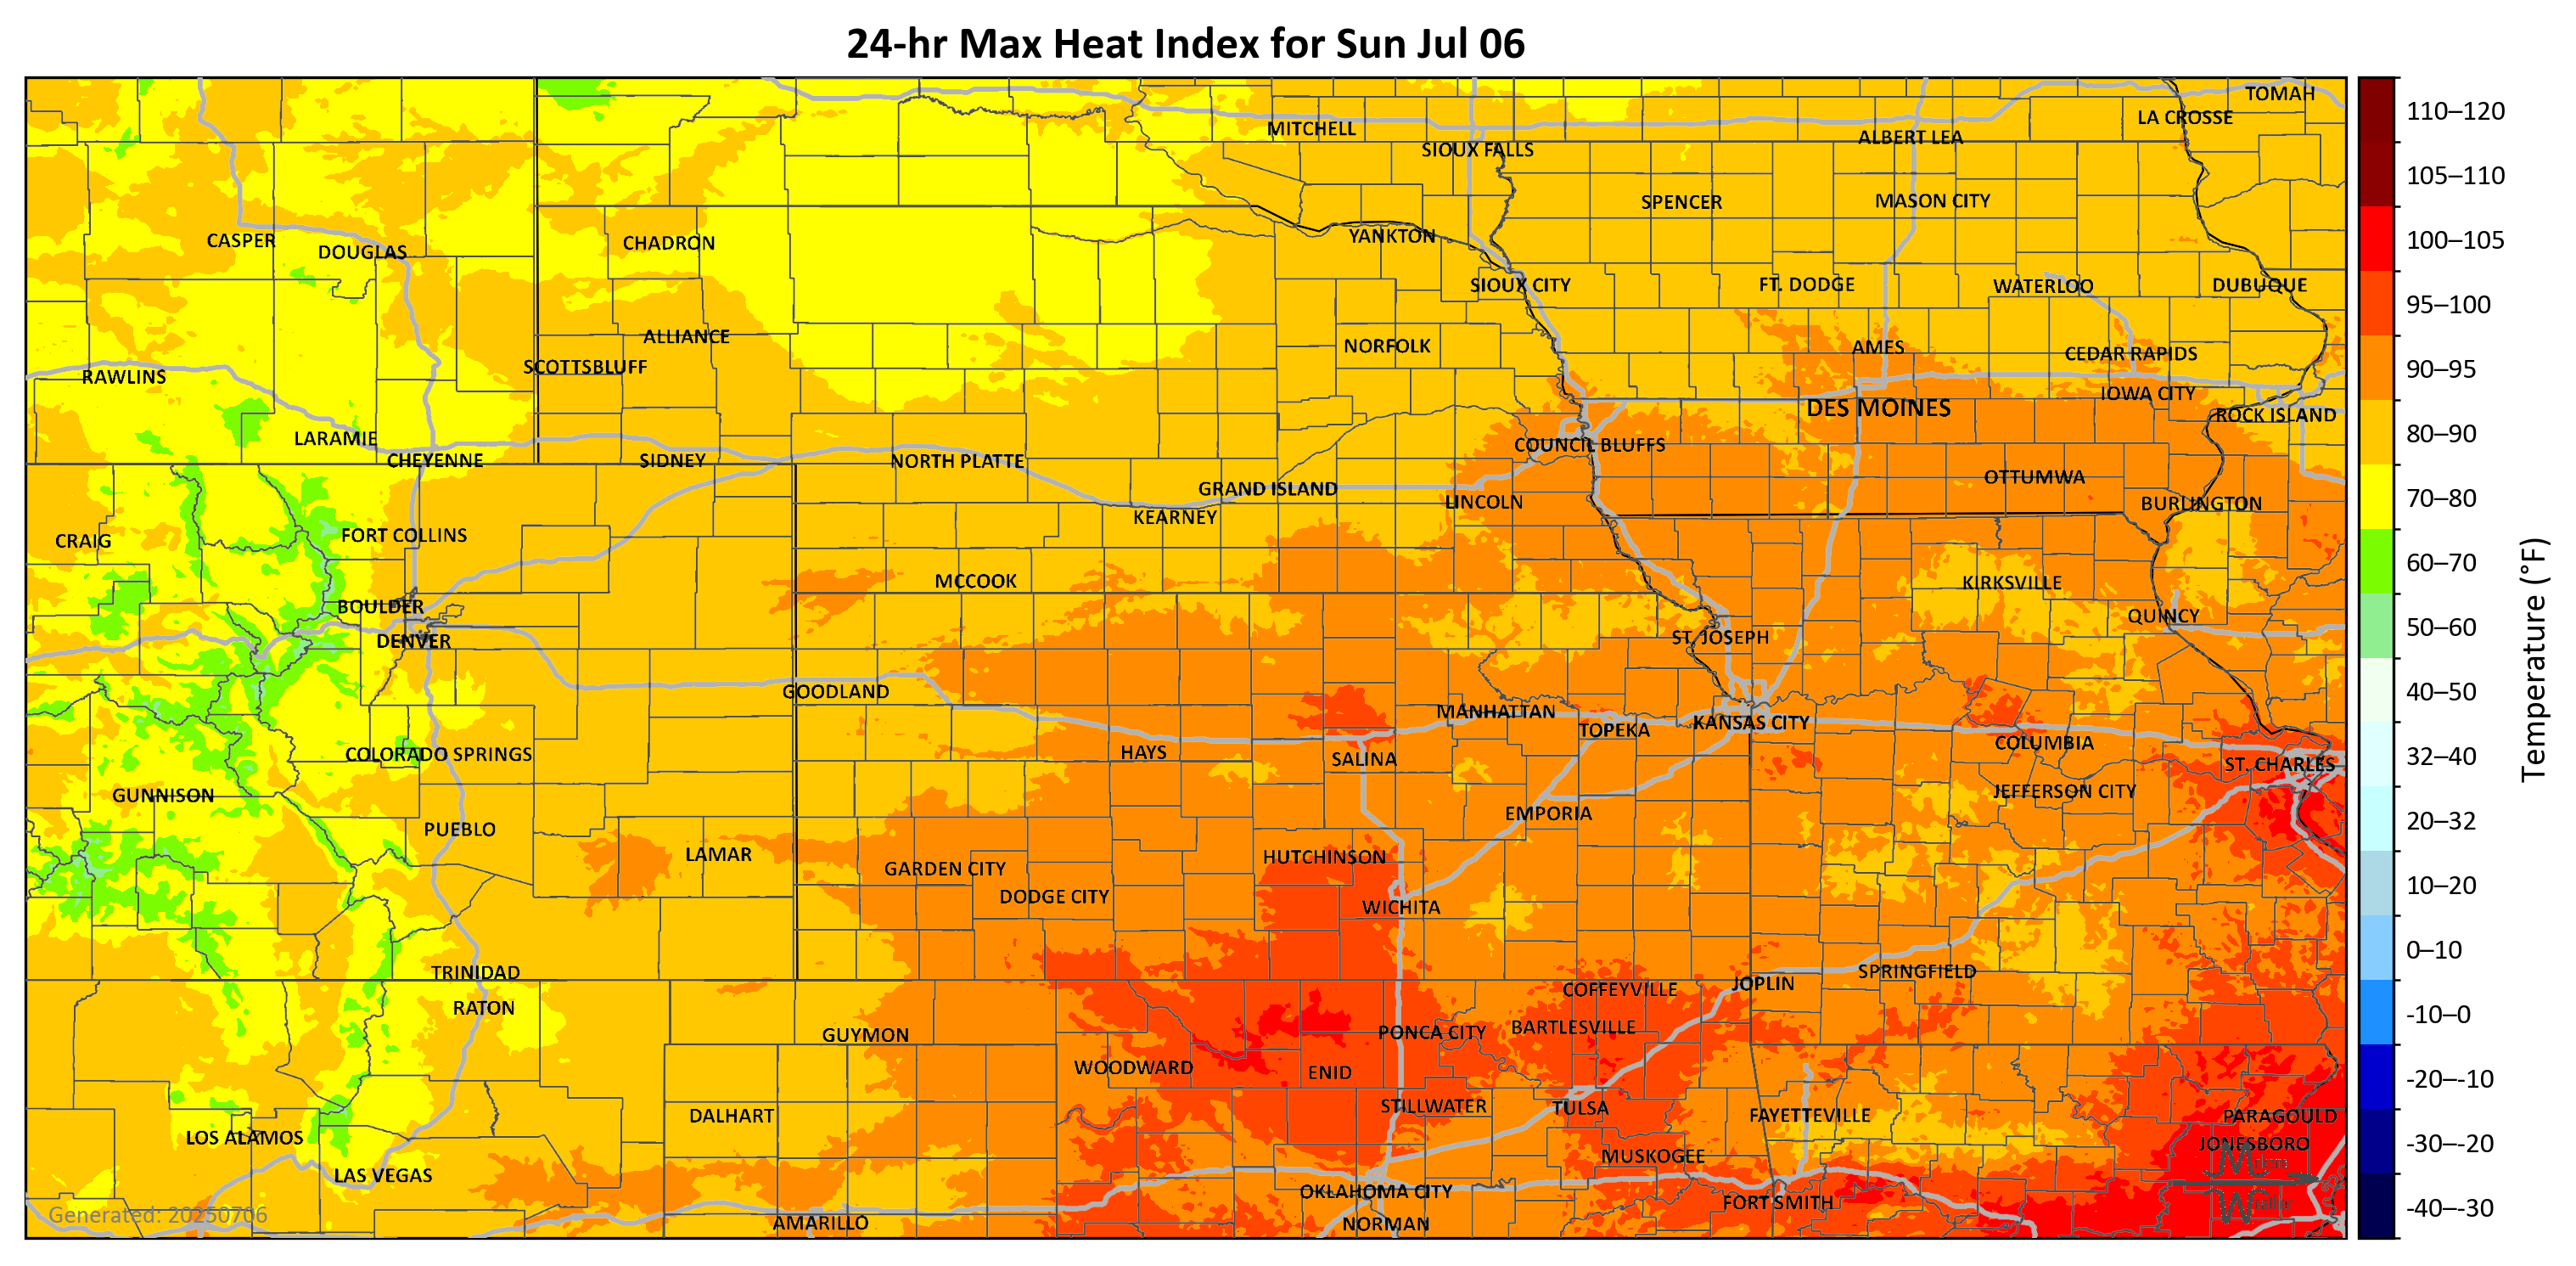 24-hr Max Heat Index for Sun Jul 06
TOMAH
LA CROSSE
MITCHELL
ALBERT LEA
SIOUX FALLS
SPENCER
MASON CITY
YANKTON
CASPER
CHADRON
DOUGLAS
SIOUX CITY
FT. DODGE
WATERLOO
DUBUQUE
ALLIANCE
NORFOLK
AMES
CEDAR RAPIDS
SCOTTSBLUFF
RAWLINS
IOWA CITY
DES MOINES
ROCK ISLAND
LARAMIE
COUNCIL BLUFFS
CHEYENNE
SIDNEY
NORTH PLATTE
OTTUMWA
GRAND ISLAND
LINCOLN
BURLINGTON
KEARNEY
FORT COLLINS
CRAIG
MCCOOK
KIRKSVILLE
BOULDER
QUINCY
DENVER
ST. JOSEPH
GOODLAND
MANHATTAN
KANSAS CITY
TOPEKA
COLUMBIA
COLORADO SPRINGS
HAYS
SALINA
ST. CHARLES
GUNNISON
JEFFERSON CITY
EMPORIA
PUEBLO
LAMAR
HUTCHINSON
GARDEN CITY
DODGE CITY
WICHITA
TRINIDAD
SPRINGFIELD
JOPLIN
COFFEYVILLE
RATON
GUYMON
PONCA CITY
BARTLESVILLE
WOODWARD
ENID
STILLWATER
TULSA
DALHART
FAYETTEVILLE
PARAGOULD
LOS ALAMOS
JONESBORO
MUSKOGEE
LAS VEGAS
OKLAHOMA CITY
FORT SMITH
AMARILLO
NORMAN
Generated: 20250706
110–120
105–110
100–105
95–100
90–95
80–90
70–80
60–70
50–60
40–50
32–40
20–32
10–20
0–10
-10–0
-20–-10
-30–-20
-40–-30
Temperature (°F)